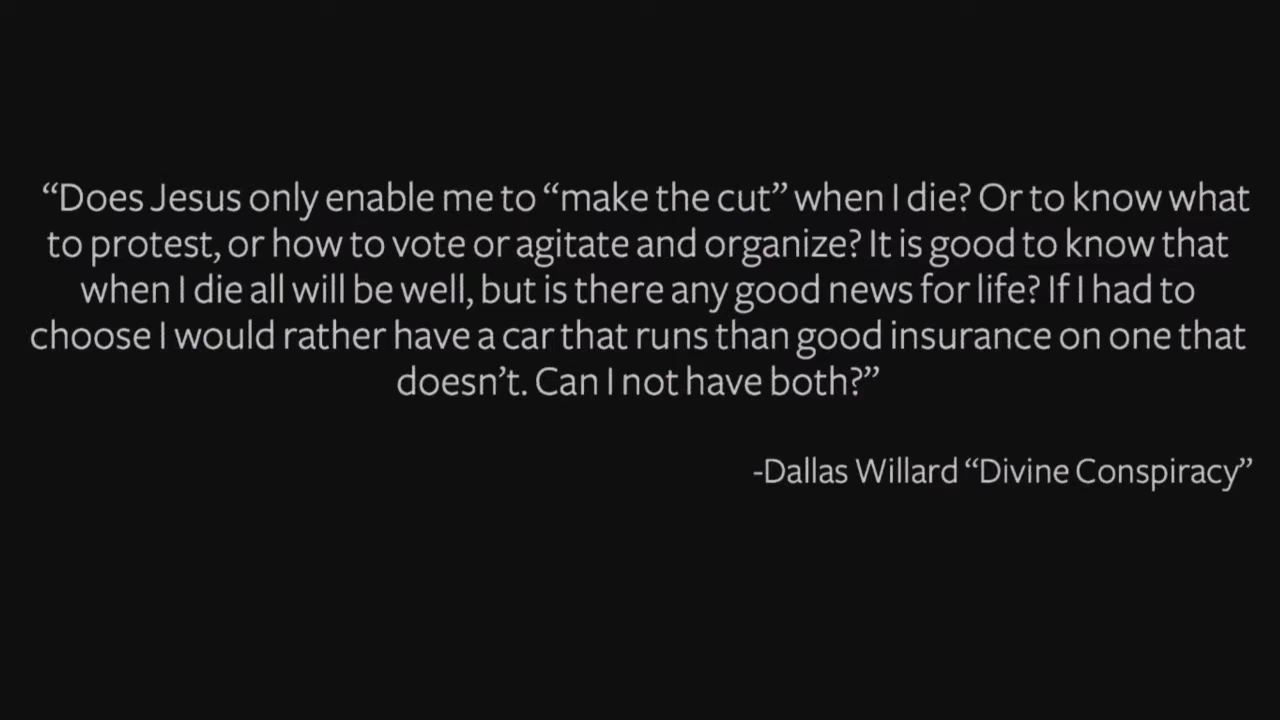 “Does Jesus only enable me to “make the cut” when I die? Or to know what
to protest, or how to vote or agitate and organize? It is good to know that
when I die all will be well, but is there any good news for life? If I had to
choose I would rather have a car that runs than good insurance on one that
doesn’t. Can I not have both?”
-Dallas Willard “Divine Conspiracy”